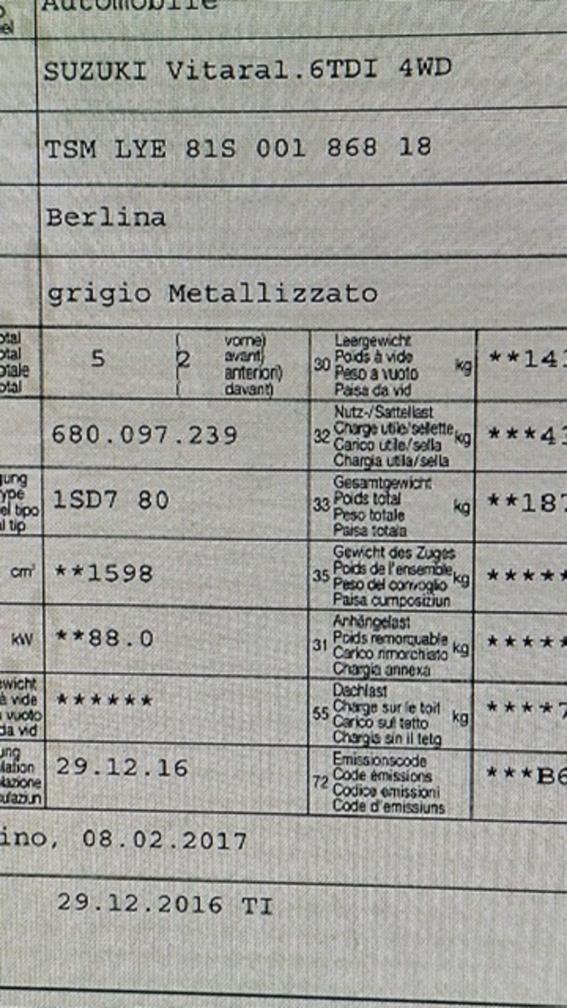 Automobile
SUZUKI Vitara1.6TDI 4WD
TSM LYE 81S 001 868 18
Berlina
grigio Metallizzato
5 ( 2 vorne)
( avant)
( anteriori)
( davant)
30 Leergewicht
Poids à vide
Peso a vuoto
Paisa da vid
kg **143
680.097.239
32 Nutz-/Sattellast
Charge utile/sellette
Carico utile/sella
Chargia utila/sella
kg ***43
1SD7 80
33 Gesamtgewicht
Poids total
Peso totale
Paisa totala
kg **187
cm³ **1598
35 Gewicht des Zuges
Poids de l'ensemble
Peso del convoglio
Paisa cumposiziun
kg *****
kW **88.0
31 Anhängelast
Poids remorquable
Carico rimorchiato
Chargia annexa
kg *****
******
55 Dachlast
Charge sur le toit
Carico sul tetto
Chargia sin il tetg
kg ****7
29.12.16
72 Emissionscode
Code émissions
Codice emissioni
Code d'emissiuns
***B6
ino, 08.02.2017
29.12.2016 TI